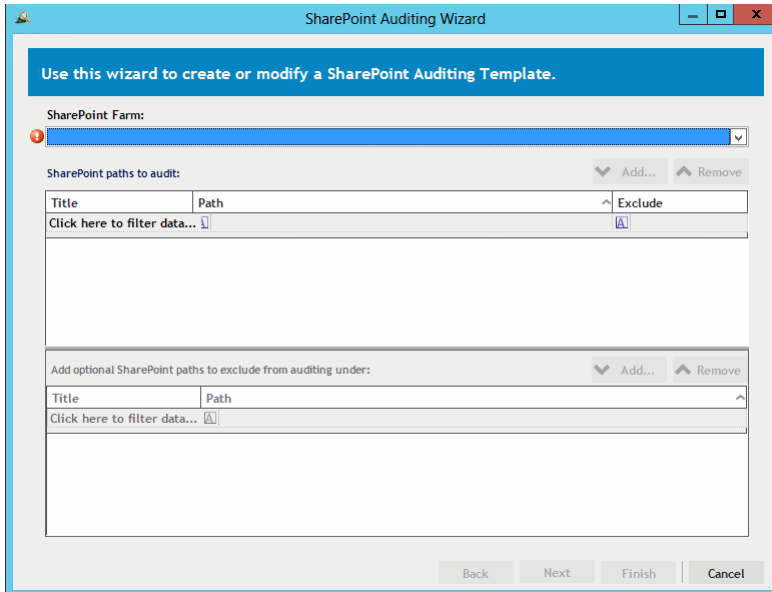 SharePoint Auditing Wizard
Use this wizard to create or modify a SharePoint Auditing Template.
SharePoint Farm:
SharePoint paths to audit:
Add...
Remove
Title Path Exclude
Click here to filter data... A
Add optional SharePoint paths to exclude from auditing under:
Add...
Remove
Title Path
Click here to filter data... A
Back Next Finish Cancel